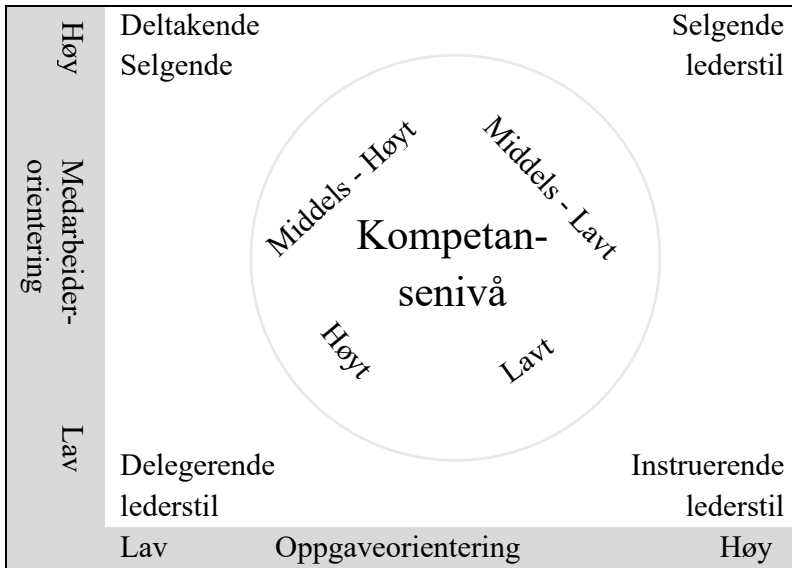 Høy
Medarbeider-
orientering
Lav
Deltakende
Selgende
Selgende
lederstil
Middels - Høyt
Middels - Lavt
Kompetan-
senivå
Høyt
Lavt
Delegerende
lederstil
Instruerende
lederstil
Lav
Oppgaveorientering
Høy